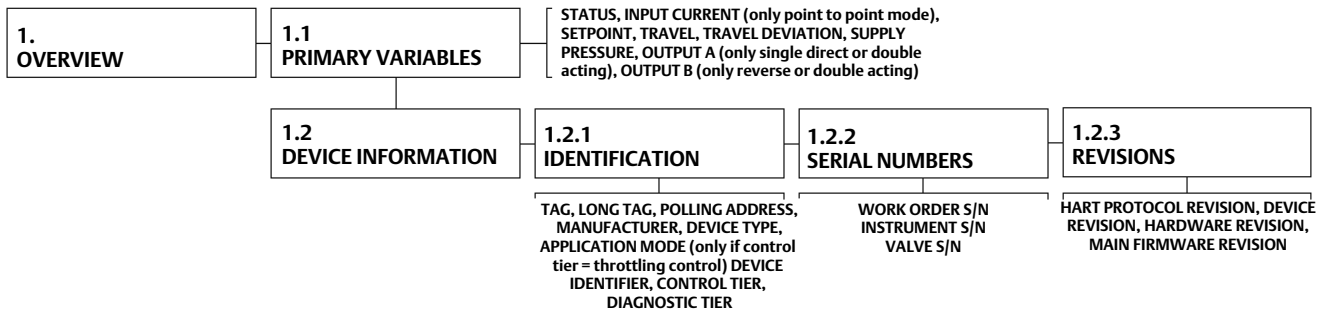 1.
OVERVIEW
1.1
PRIMARY VARIABLES
STATUS, INPUT CURRENT (only point to point mode),
SETPOINT, TRAVEL, TRAVEL DEVIATION, SUPPLY
PRESSURE, OUTPUT A (only single direct or double
acting), OUTPUT B (only reverse or double acting)
1.2
DEVICE INFORMATION
1.2.1
IDENTIFICATION
1.2.2
SERIAL NUMBERS
1.2.3
REVISIONS
TAG, LONG TAG, POLLING ADDRESS,
MANUFACTURER, DEVICE TYPE,
APPLICATION MODE (only if control
tier = throttling control) DEVICE
IDENTIFIER, CONTROL TIER,
DIAGNOSTIC TIER
WORK ORDER S/N
INSTRUMENT S/N
VALVE S/N
HART PROTOCOL REVISION, DEVICE
REVISION, HARDWARE REVISION,
MAIN FIRMWARE REVISION